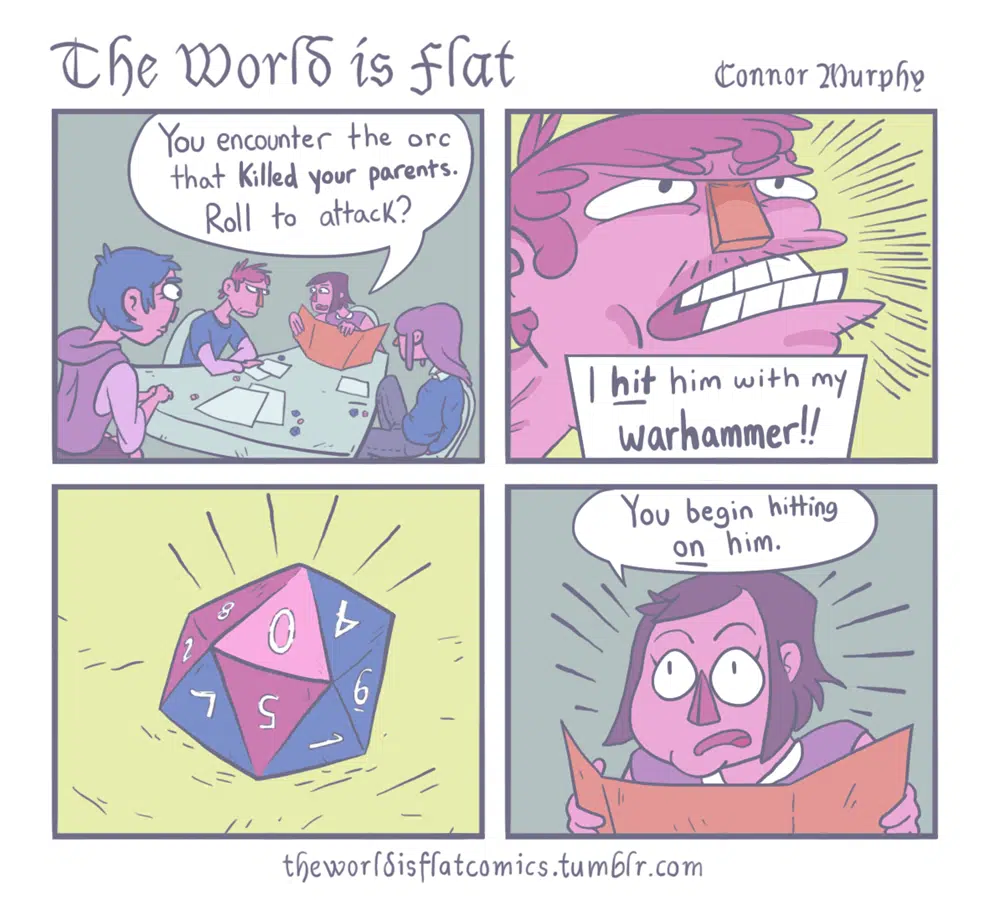 The World is Flat
Connor Murphy
You encounter the orc
that Killed your parents.
Roll to attack?
I hit him with my
warhammer!!
8
0
4
2
7
5
9
1
You begin hitting
on him.
theworldisflatcomics.tumblr.com